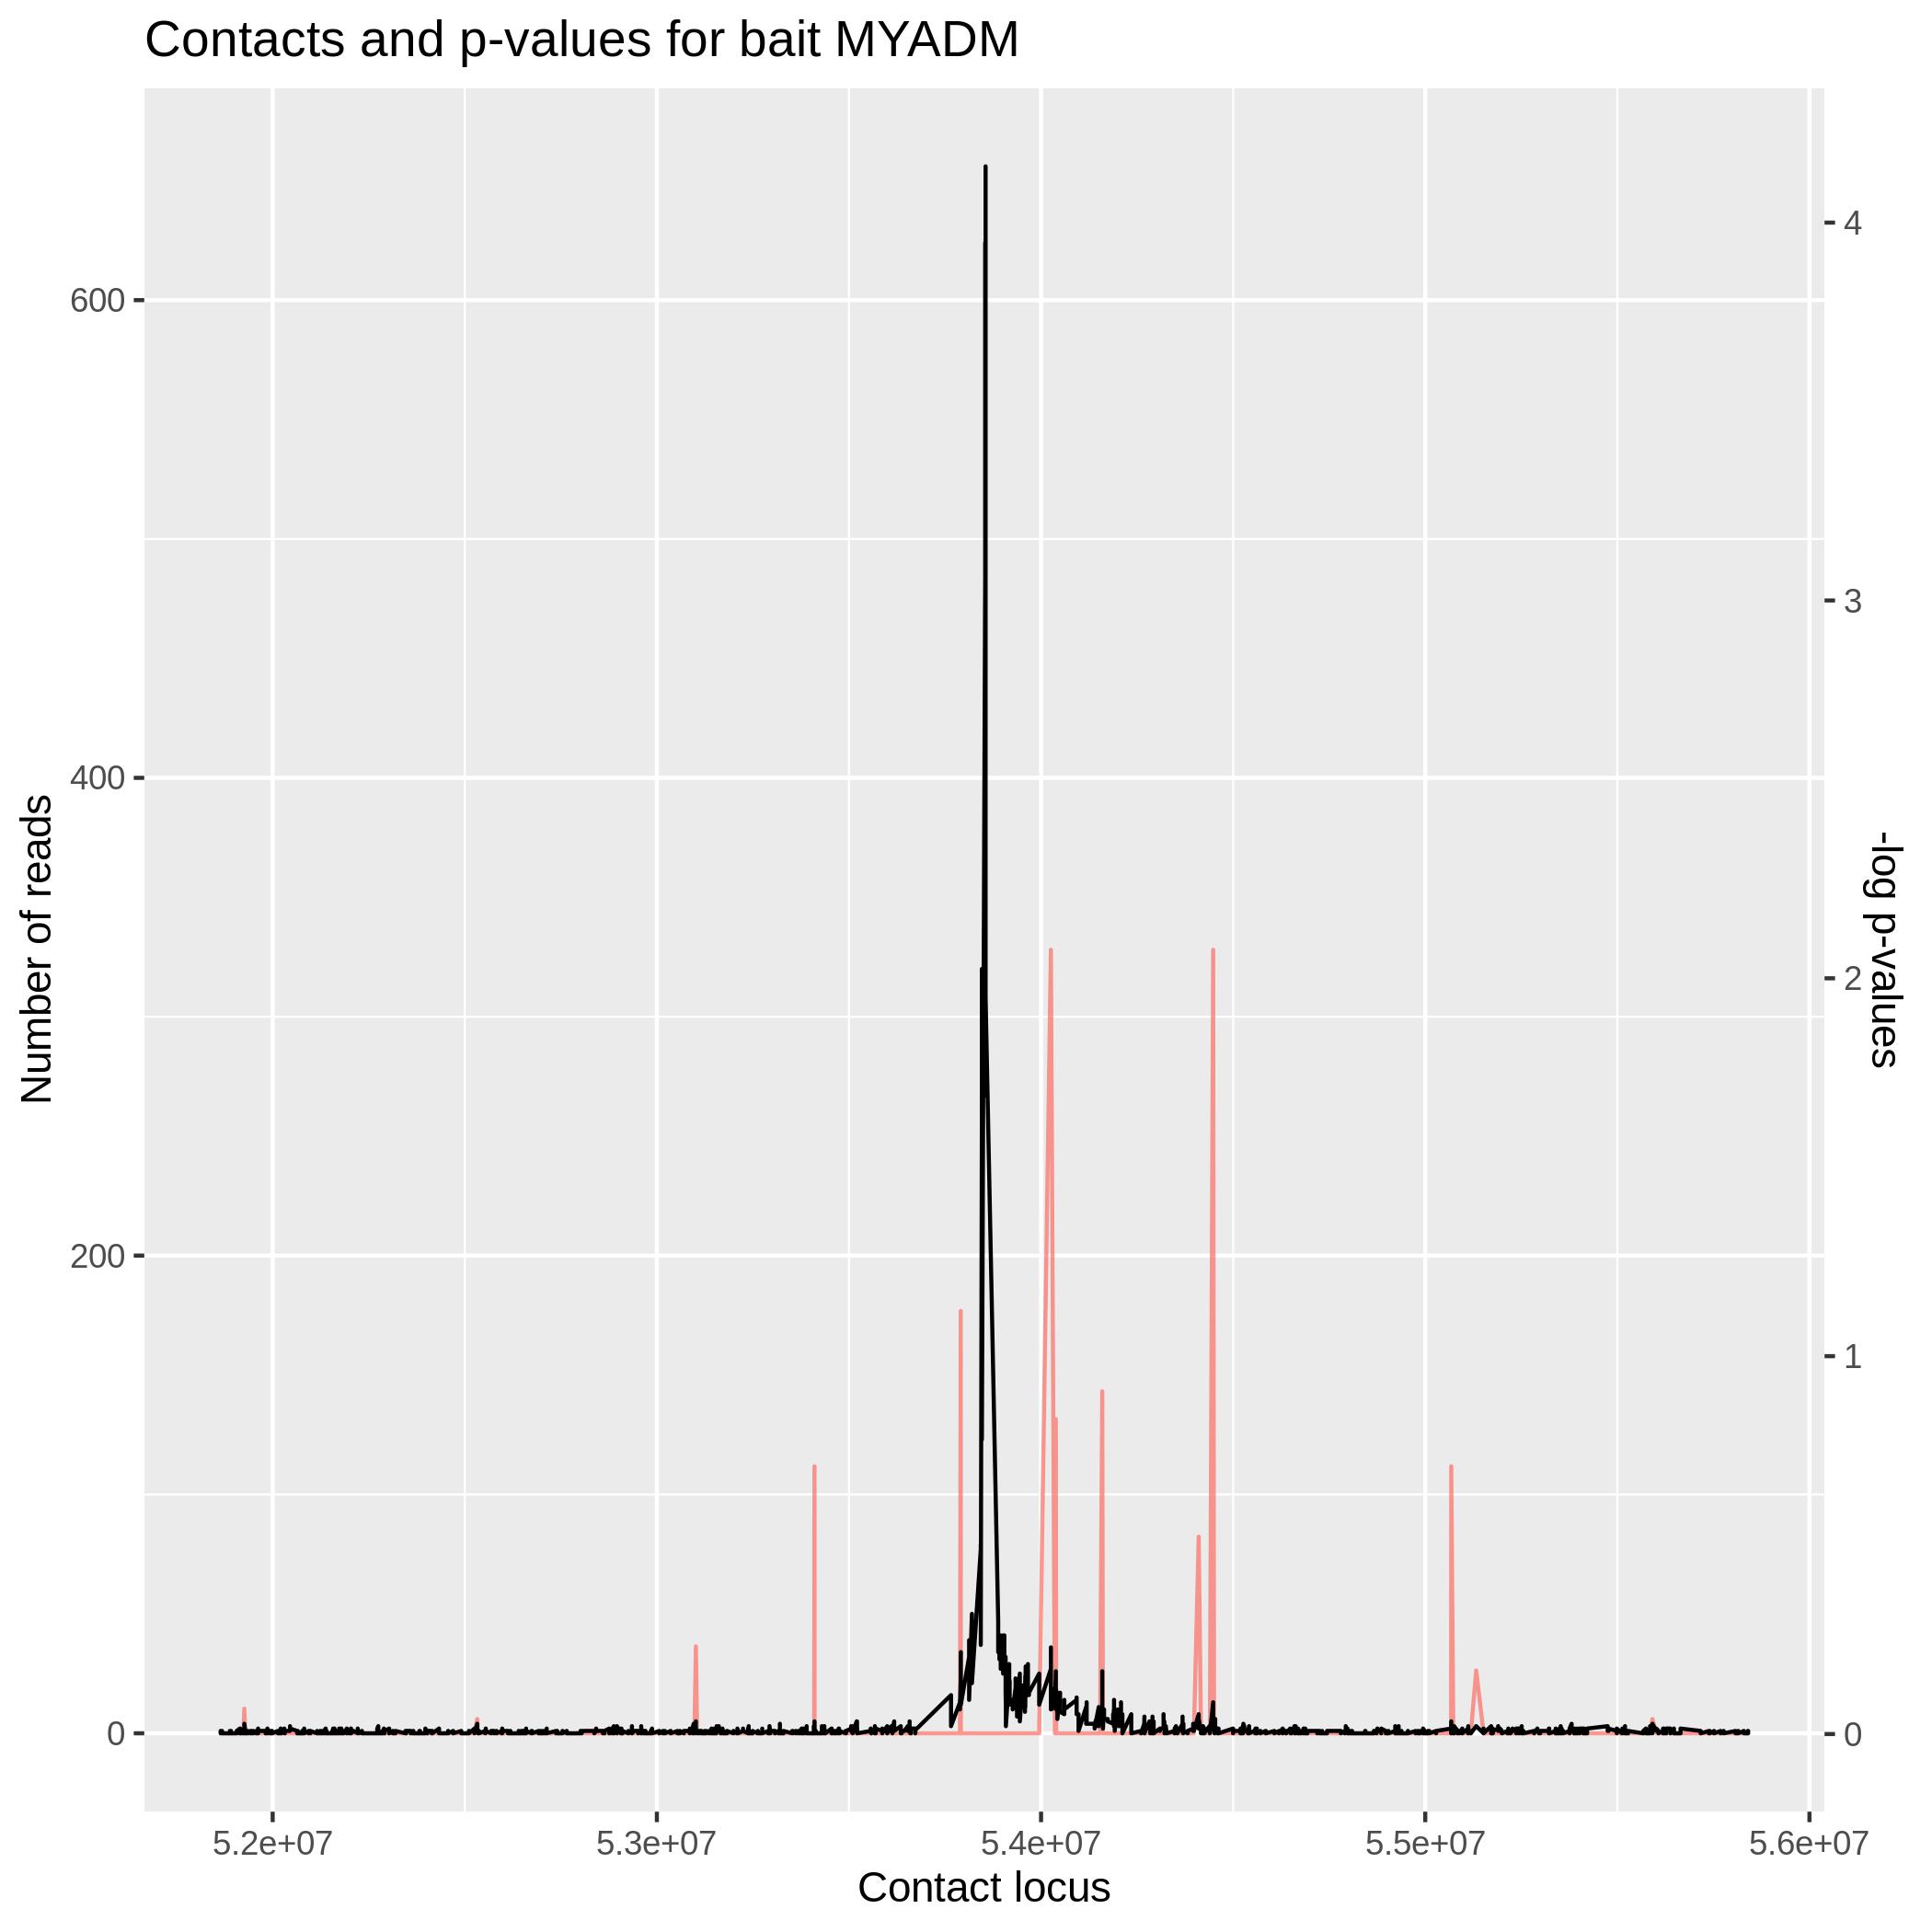 Contacts and p-values for bait MYADM
600
400
200
0
Number of reads
4
3
2
1
0
-log p-values
5.2e+07
5.3e+07
5.4e+07
5.5e+07
5.6e+07
Contact locus